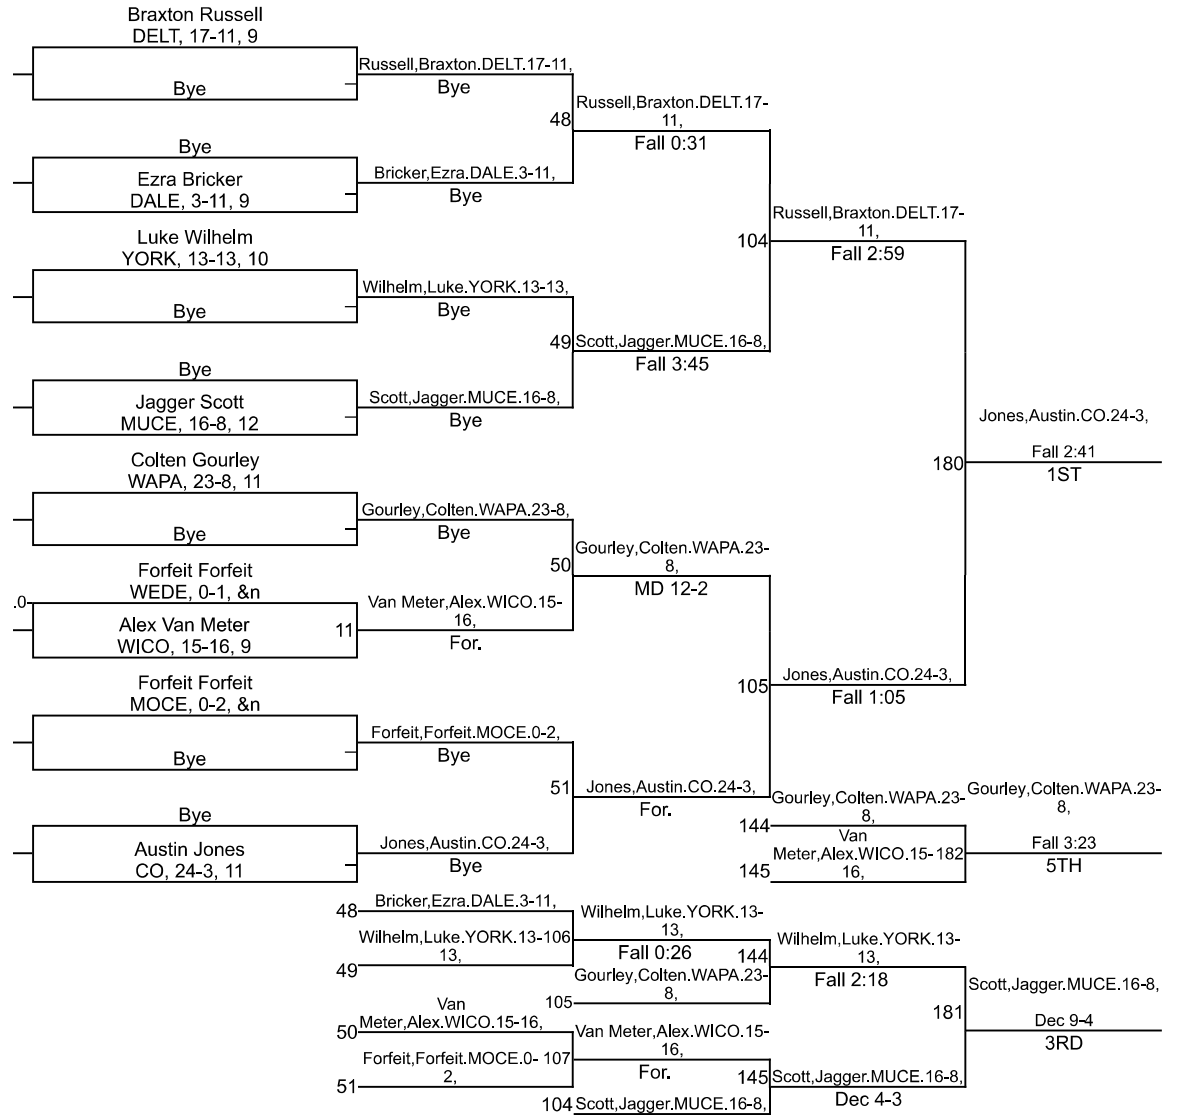 Braxton Russell
DELT, 17-11, 9
Bye
Bye
Ezra Bricker
DALE, 3-11, 9
Luke Wilhelm
YORK, 13-13, 10
Bye
Bye
Jagger Scott
MUCE, 16-8, 12
Colten Gourley
WAPA, 23-8, 11
Bye
Forfeit Forfeit
WEDE, 0-1, &n
.0
Alex Van Meter
WICO, 15-16, 9
11
Forfeit Forfeit
MOCE, 0-2, &n
Bye
Bye
Austin Jones
CO, 24-3, 11
Russell,Braxton.DELT.17-11,
Bye
48
Bricker,Ezra.DALE.3-11,
Bye
Wilhelm,Luke.YORK.13-13,
Bye
49
Scott,Jagger.MUCE.16-8,
Bye
Gourley,Colten.WAPA.23-8,
Bye
50
Van Meter,Alex.WICO.15-
16,
For.
Forfeit,Forfeit.MOCE.0-2,
Bye
51
Jones,Austin.CO.24-3,
Bye
Russell,Braxton.DELT.17-
11,
Fall 0:31
104
Scott,Jagger.MUCE.16-8,
Fall 3:45
Gourley,Colten.WAPA.23-
8,
MD 12-2
105
Jones,Austin.CO.24-3,
For.
Russell,Braxton.DELT.17-
11,
Fall 2:59
180
Jones,Austin.CO.24-3,
Fall 1:05
Jones,Austin.CO.24-3,
Fall 2:41
1ST
144
Gourley,Colten.WAPA.23-
8,
145
Van
Meter,Alex.WICO.15-
16,
182
Gourley,Colten.WAPA.23-
8,
Fall 3:23
5TH
48
Bricker,Ezra.DALE.3-11,
49
Wilhelm,Luke.YORK.13-
13,
106
Wilhelm,Luke.YORK.13-
13,
Fall 0:26
144
105
Gourley,Colten.WAPA.23-
8,
Wilhelm,Luke.YORK.13-
13,
Fall 2:18
50
Van
Meter,Alex.WICO.15-16,
51
Forfeit,Forfeit.MOCE.0-
2,
107
Van Meter,Alex.WICO.15-
16,
For.
145
104
Scott,Jagger.MUCE.16-8,
Scott,Jagger.MUCE.16-8,
Dec 4-3
181
Scott,Jagger.MUCE.16-8,
Dec 9-4
3RD